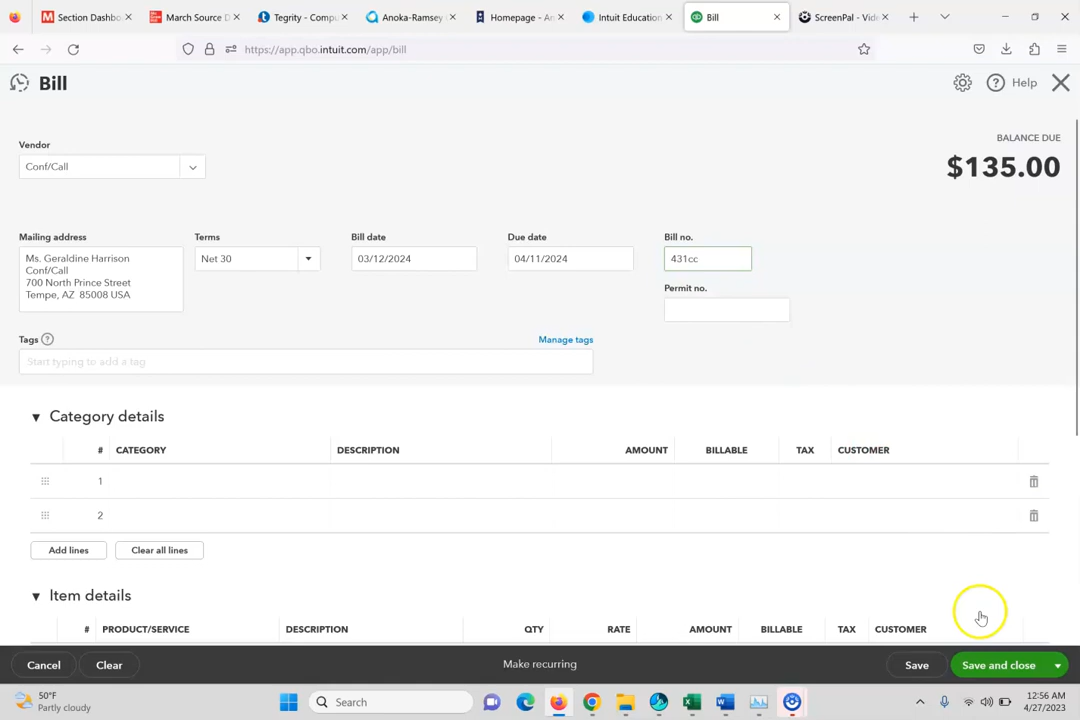 Section Dashbo
March Source D
Tegrity - Compu
Anoka-Ramsey
Homepage - An
Intuit Education
Bill
ScreenPal - Vide
https://app.qbo.intuit.com/app/bill
Bill
Help
Vendor
Conf/Call
BALANCE DUE
$135.00
Mailing address
Terms
Bill date
Due date
Bill no.
Ms. Geraldine Harrison
Conf/Call
700 North Prince Street
Tempe, AZ 85008 USA
Net 30
03/12/2024
04/11/2024
431cc
Permit no.
Tags
Manage tags
Start typing to add a tag
Category details
# CATEGORY DESCRIPTION AMOUNT BILLABLE TAX CUSTOMER
1
2
Add lines
Clear all lines
Item details
# PRODUCT/SERVICE DESCRIPTION QTY RATE AMOUNT BILLABLE TAX CUSTOMER
Cancel
Clear
Make recurring
Save
Save and close
50°F
Partly cloudy
Search
12:56 AM
4/27/2023